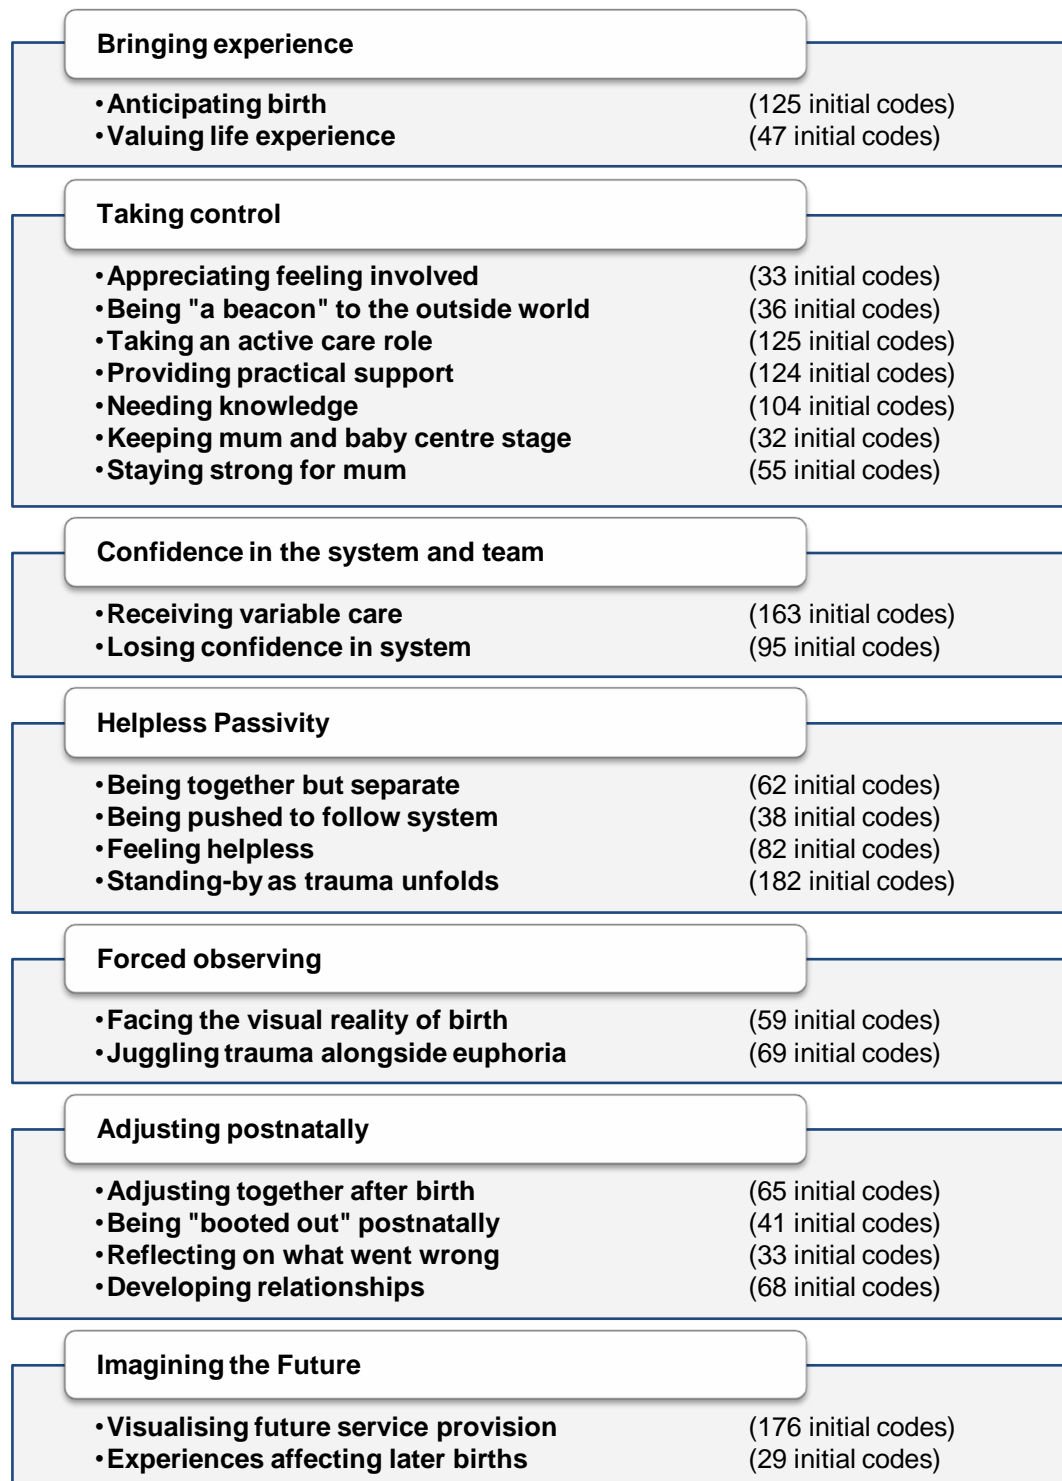 Bringing experience
•Anticipating birth (125 initial codes)
•Valuing life experience (47 initial codes)
Taking control
•Appreciating feeling involved (33 initial codes)
•Being "a beacon" to the outside world (36 initial codes)
•Taking an active care role (125 initial codes)
•Providing practical support (124 initial codes)
•Needing knowledge (104 initial codes)
•Keeping mum and baby centre stage (32 initial codes)
•Staying strong for mum (55 initial codes)
Confidence in the system and team
•Receiving variable care (163 initial codes)
•Losing confidence in system (95 initial codes)
Helpless Passivity
•Being together but separate (62 initial codes)
•Being pushed to follow system (38 initial codes)
•Feeling helpless (82 initial codes)
•Standing-by as trauma unfolds (182 initial codes)
Forced observing
•Facing the visual reality of birth (59 initial codes)
•Juggling trauma alongside euphoria (69 initial codes)
Adjusting postnatally
•Adjusting together after birth (65 initial codes)
•Being "booted out" postnatally (41 initial codes)
•Reflecting on what went wrong (33 initial codes)
•Developing relationships (68 initial codes)
Imagining the Future
•Visualising future service provision (176 initial codes)
•Experiences affecting later births (29 initial codes)